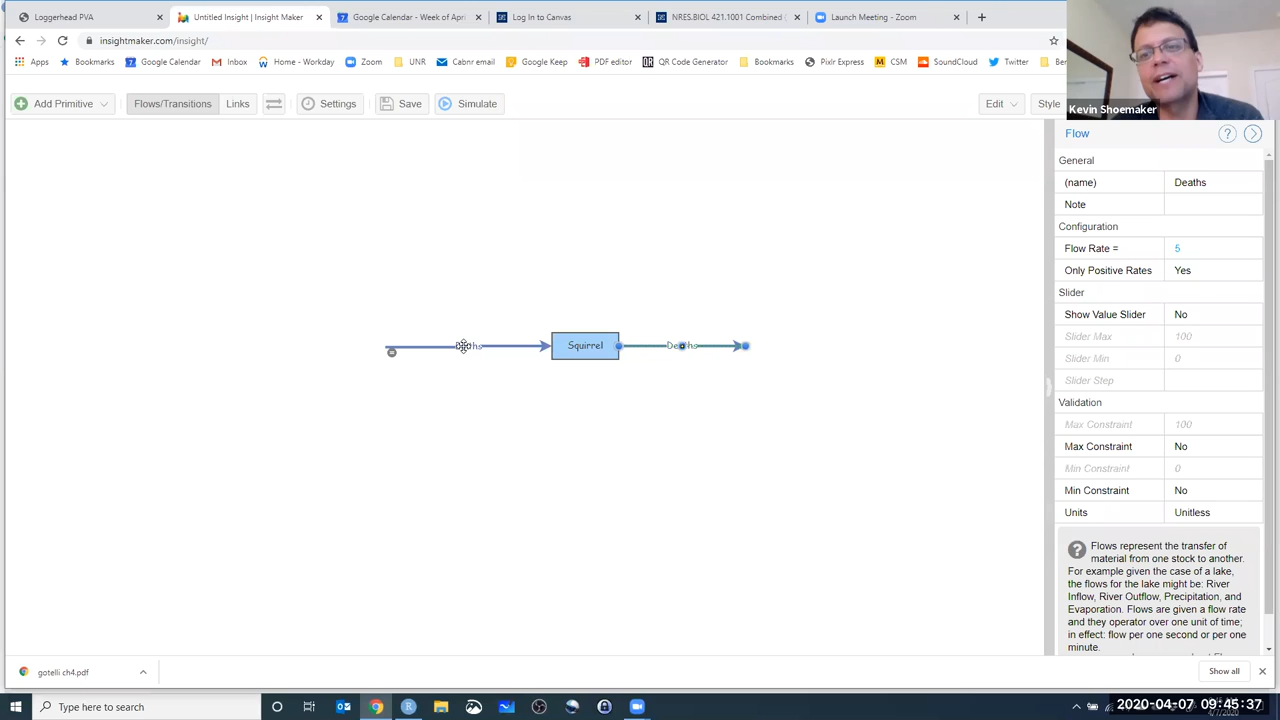 Loggerhead PVA
Untitled Insight | Insight Maker
Google Calendar - Week of Apri
Log In to Canvas
NRES.BIOL 421.1001 Combined (
Launch Meeting - Zoom
insightmaker.com/insight/
Apps
Bookmarks
Google Calendar
Inbox
Home - Workday
Zoom
UNR
Cabnr email
Google Keep
PDF editor
QR Code Generator
Bookmarks
Pixlr Express
CSM
SoundCloud
Twitter
Ber
Add Primitive
Flows/Transitions
Links
Settings
Save
Simulate
Edit
Style
Kevin Shoemaker
Flow
General
(name) Deaths
Note
Configuration
Flow Rate = 5
Only Positive Rates Yes
Slider
Show Value Slider No
Slider Max 100
Slider Min 0
Slider Step
Validation
Max Constraint 100
Max Constraint No
Min Constraint 0
Min Constraint No
Units Unitless
Flows represent the transfer of
material from one stock to another.
For example given the case of a lake,
the flows for the lake might be: River
Inflow, River Outflow, Precipitation, and
Evaporation. Flows are given a flow rate
and they operator over one unit of time;
in effect: flow per one second or per one
minute.
Squirrel
Deaths
gotelli ch4.pdf
Show all
Type here to search
2020-04-07 09:45:37